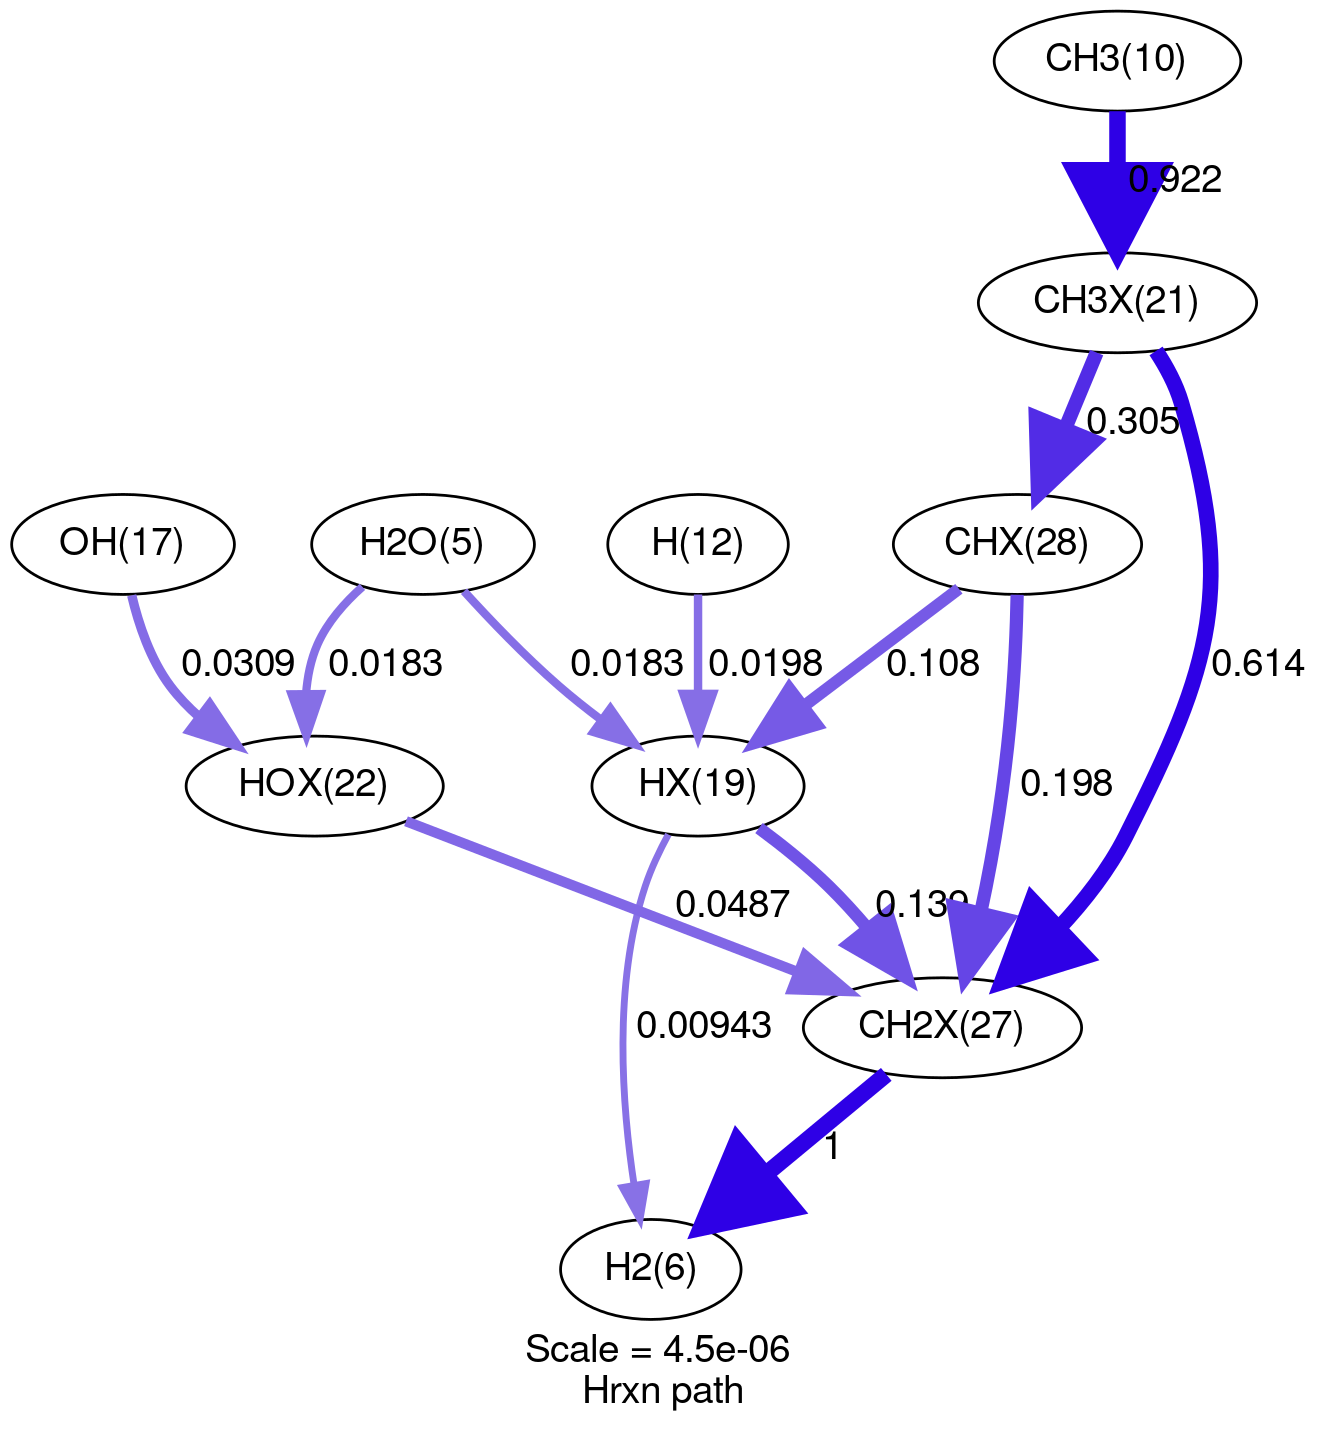 CH3(10)
0.922
CH3X(21)
0.305
OH(17)
H2O(5)
H(12)
CHX(28)
0.0309
0.0183
0.0183
0.0198
0.108
0.614
HOX(22)
HX(19)
0.198
0.0487
0.139
CH2X(27)
0.00943
1
H2(6)
Scale = 4.5e-06
Hrxn path